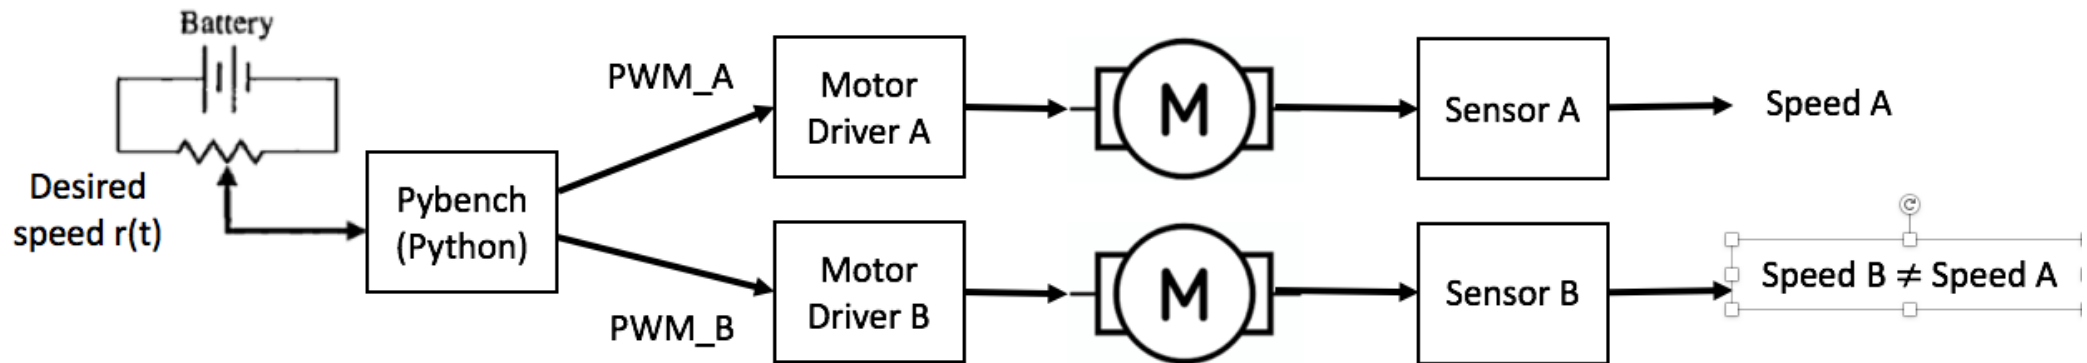 Battery
Desired
speed r(t)
Pybench
(Python)
PWM_A
Motor
Driver A
M
Sensor A
Speed A
PWM_B
Motor
Driver B
M
Sensor B
Speed B ≠ Speed A